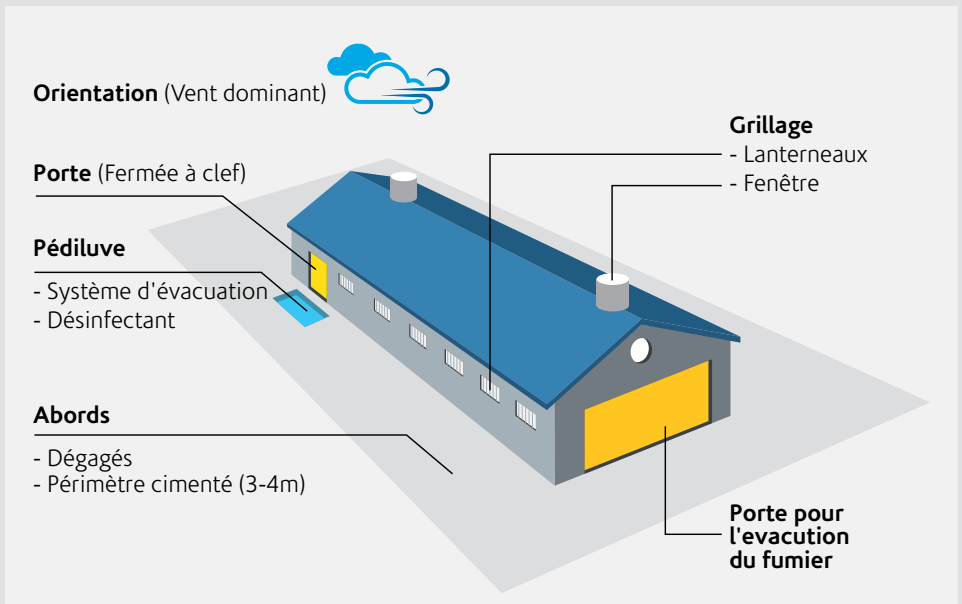 Orientation (Vent dominant)
Porte (Fermée à clef)
Pédiluve
- Système d'évacuation
- Désinfectant
Abords
- Dégagés
- Périmètre cimenté (3-4m)
Grillage
- Lanterneaux
- Fenêtre
Porte pour
l'evacution
du fumier